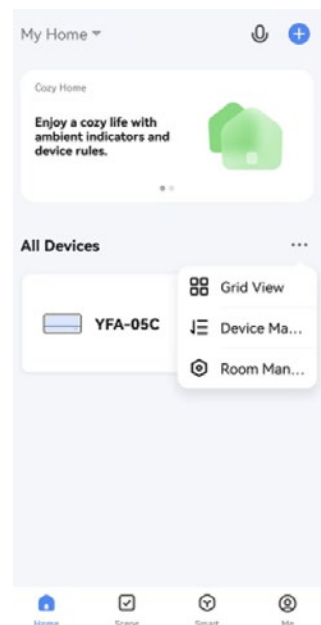 My Home
Cozy Home
Enjoy a cozy life with
ambient indicators and
device rules.
All Devices
...
Grid View
YFA-05C
Device Ma...
Room Man...
Home
Scene
Smart
Me